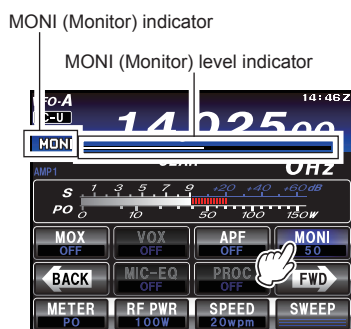 MONI (Monitor) indicator
MONI (Monitor) level indicator
-A
14:46Z
C-U
14.025.00
MONI
AMP1
0Hz
S 1 3 5 7 9 +20 +40 +60dB
PO 0 10 50 100 150W
MOX VOX APF MONI
OFF OFF OFF 50
BACK MIC-EQ PROC FWD
OFF OFF
METER RF PWR SPEED SWEEP
PO 100W 20wpm